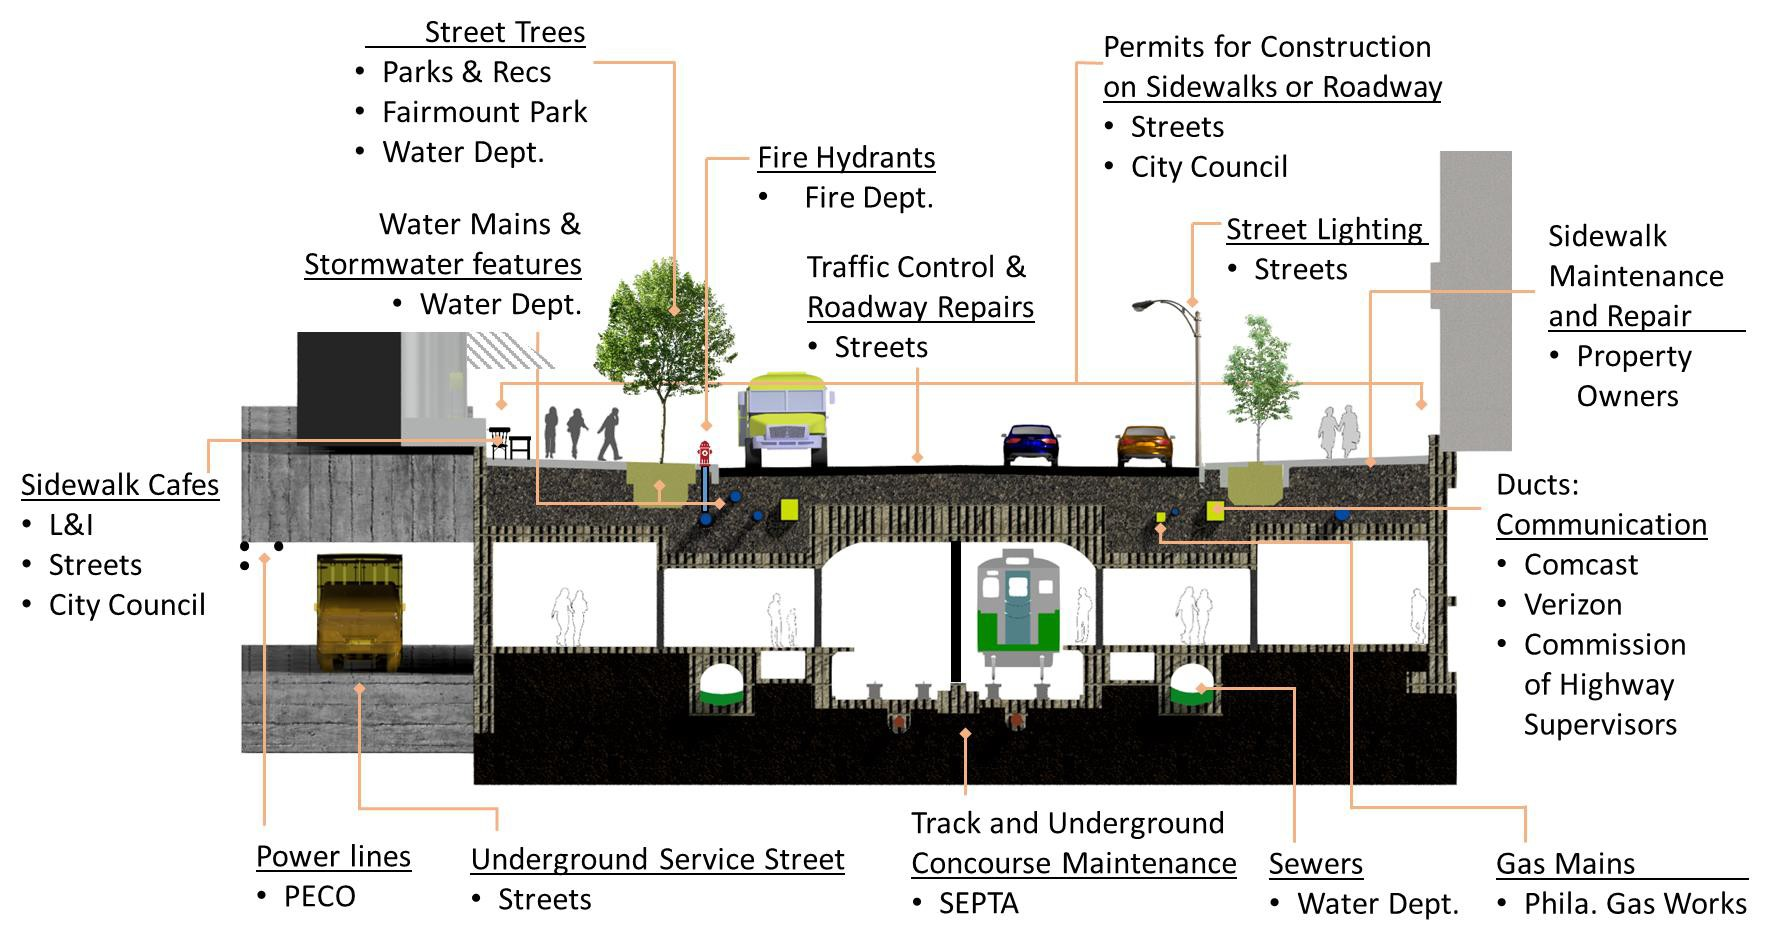 Street Trees
• Parks & Recs
• Fairmount Park
• Water Dept.
Permits for Construction
on Sidewalks or Roadway
• Streets
• City Council
Fire Hydrants
• Fire Dept.
Water Mains &
Stormwater features
• Water Dept.
Street Lighting
• Streets
Sidewalk
Maintenance
and Repair
• Property
Owners
Traffic Control &
Roadway Repairs
• Streets
Sidewalk Cafes
• L&I
• Streets
• City Council
Ducts:
Communication
• Comcast
• Verizon
• Commission
of Highway
Supervisors
Power lines
• PECO
Underground Service Street
• Streets
Track and Underground
Concourse Maintenance
• SEPTA
Sewers
• Water Dept.
Gas Mains
• Phila. Gas Works